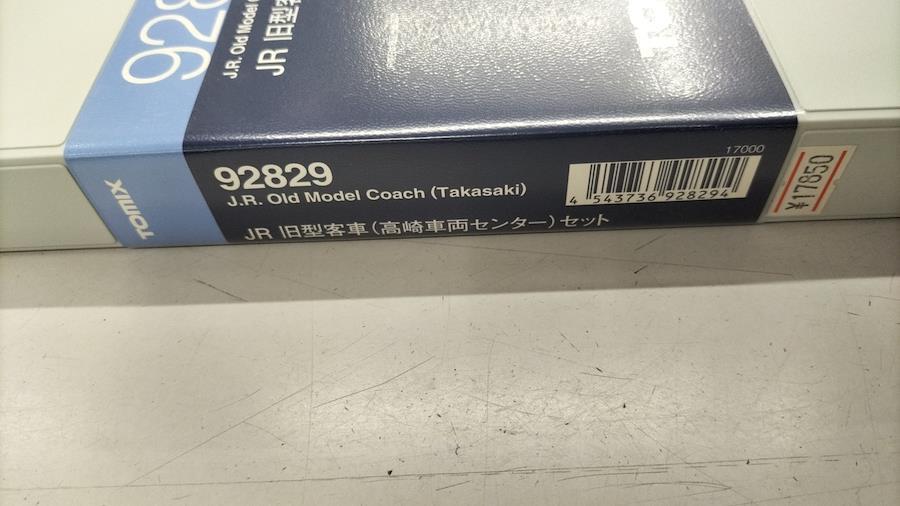 928
J.R. Old Model
JR 旧型客
TOMIX
92829
J.R. Old Model Coach (Takasaki)
JR 旧型客車(高崎車両センター)セット
17000
4 543736 928294
¥17850